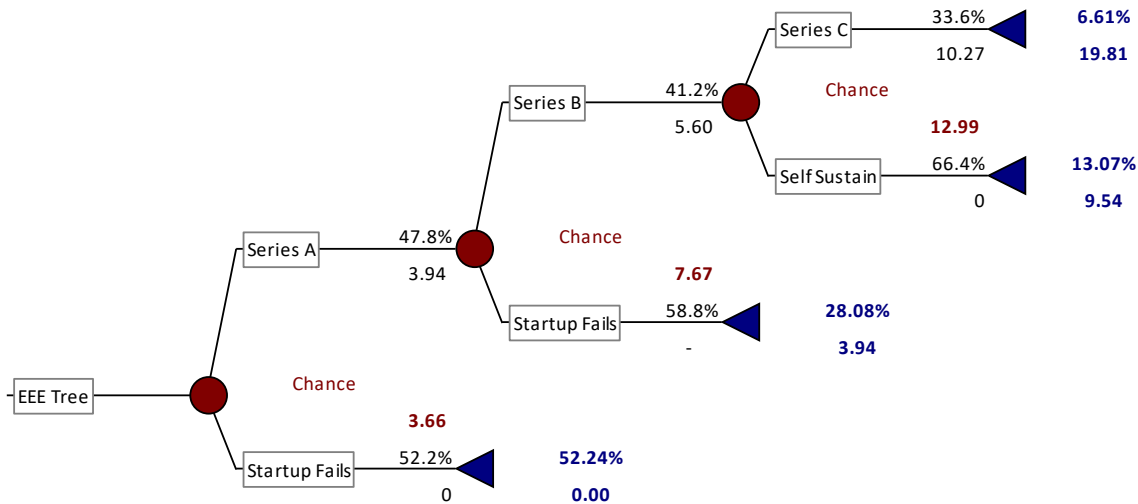 Series C 33.6% 6.61%
10.27 19.81
Series B 41.2% Chance
5.60 12.99
Self Sustain 66.4% 13.07%
0 9.54
Series A 47.8% Chance
3.94 7.67
Startup Fails 58.8% 28.08%
- 3.94
EEE Tree Chance
3.66
Startup Fails 52.2% 52.24%
0 0.00